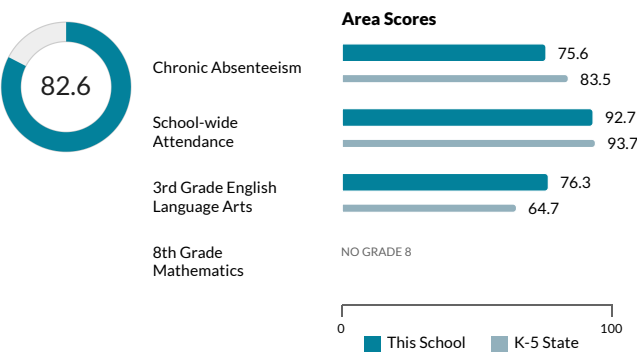 Area Scores
82.6
Chronic Absenteeism
75.6
83.5
School-wide
Attendance
92.7
93.7
3rd Grade English
Language Arts
76.3
64.7
8th Grade
Mathematics
NO GRADE 8
0
100
This School
K-5 State